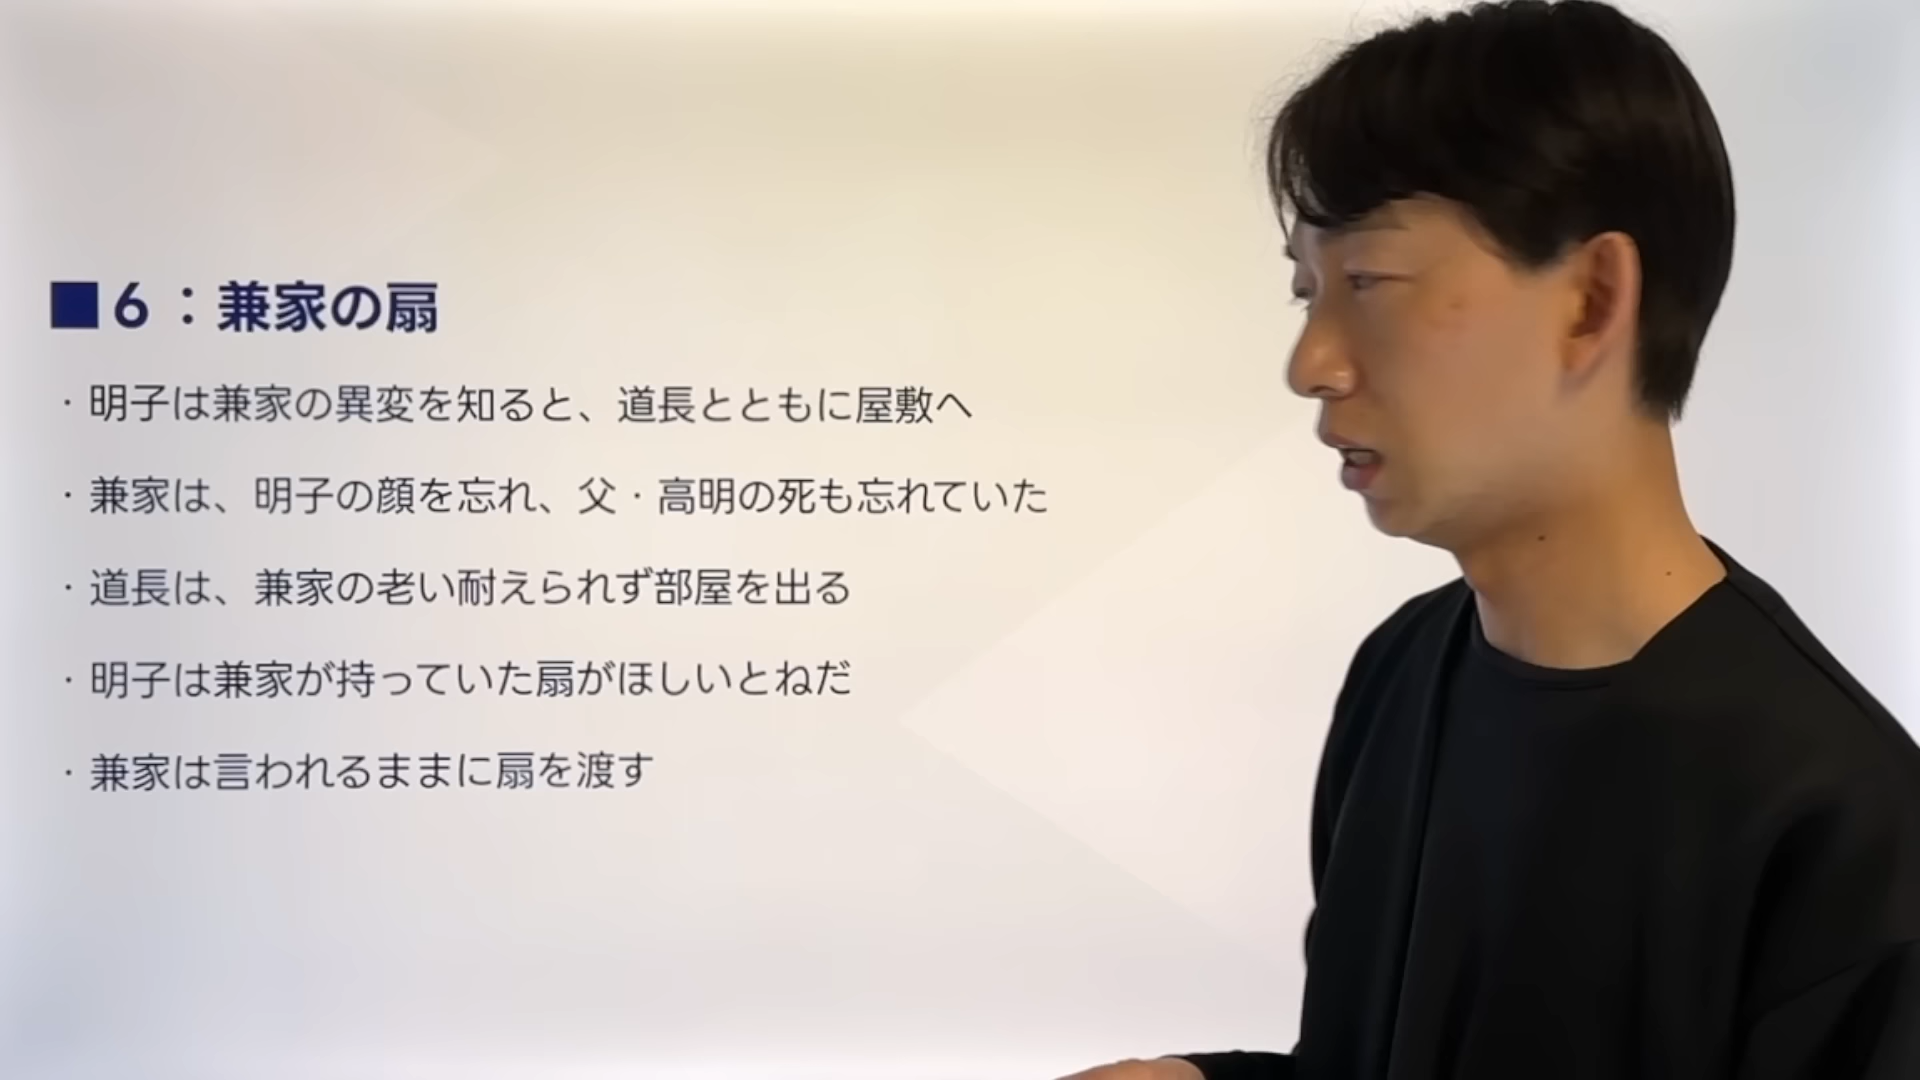 ■6：兼家の扇
・明子は兼家の異変を知ると、道長とともに屋敷へ
・兼家は、明子の顔を忘れ、父・高明の死も忘れていた
・道長は、兼家の老い耐えられず部屋を出る
・明子は兼家が持っていた扇がほしいとねだ
・兼家は言われるままに扇を渡す